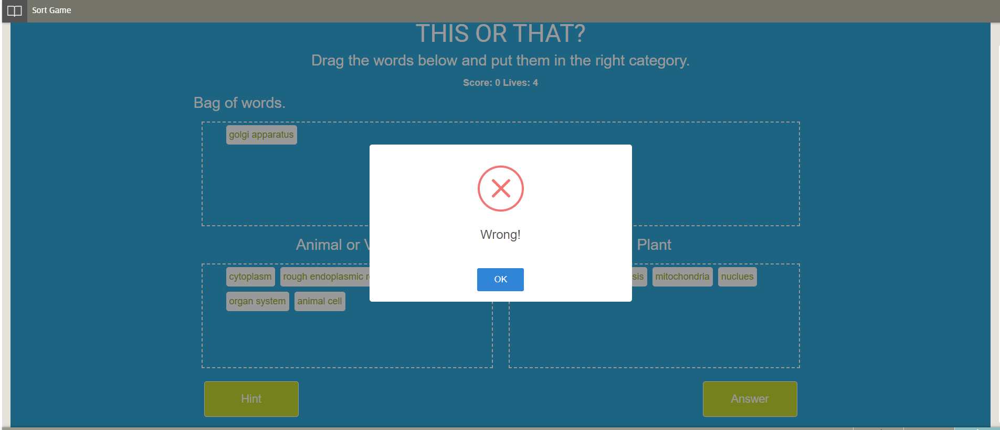 Sort Game
THIS OR THAT?
Drag the words below and put them in the right category.
Score: 0 Lives: 4
Bag of words.
golgi apparatus
Wrong!
Animal or
Plant
cytoplasm rough endoplasmic
mitochondria nuclues
OK
organ system animal cell
Hint
Answer